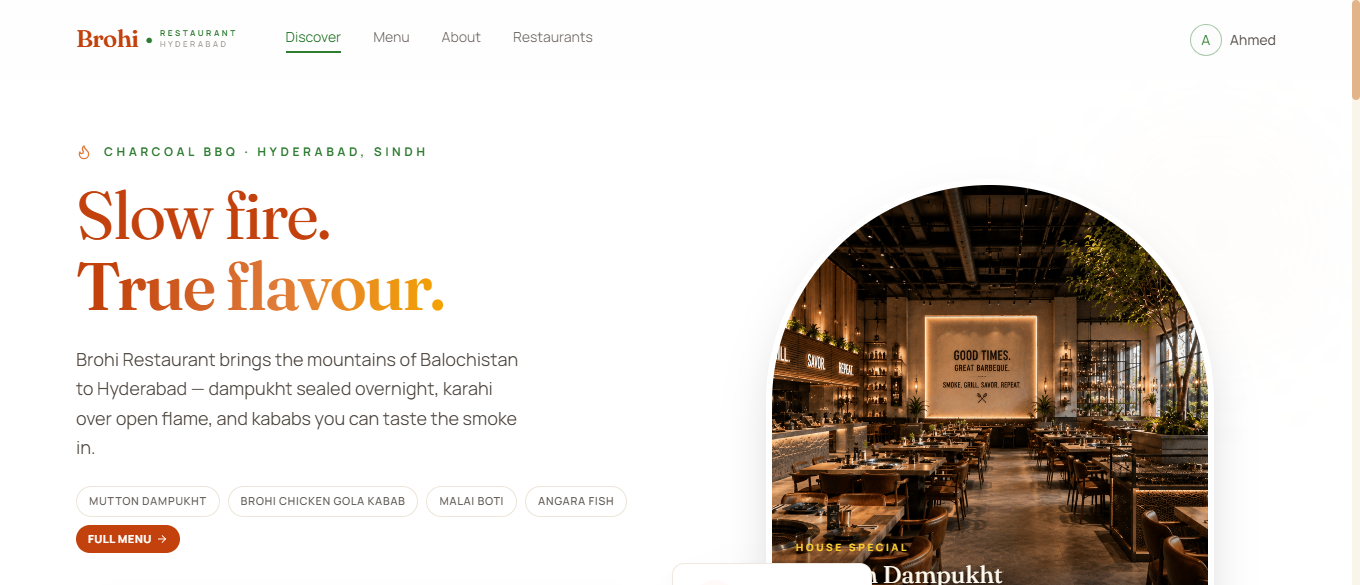 Brohi
RESTAURANT
HYDERABAD
Discover
Menu
About
Restaurants
A
Ahmed
CHARCOAL BBQ · HYDERABAD, SINDH
Slow fire.
True flavour.
Brohi Restaurant brings the mountains of Balochistan
to Hyderabad — dampukht sealed overnight, karahi
over open flame, and kababs you can taste the smoke
in.
MUTTON DAMPUKHT
BROHI CHICKEN GOLA KABAB
MALAI BOTI
ANGARA FISH
FULL MENU →
SAVOR.
REPEAT.
GOOD TIMES.
GREAT BARBEQUE.
SMOKE. GRILL. SAVOR. REPEAT.
HOUSE SPECIAL
Dampukht